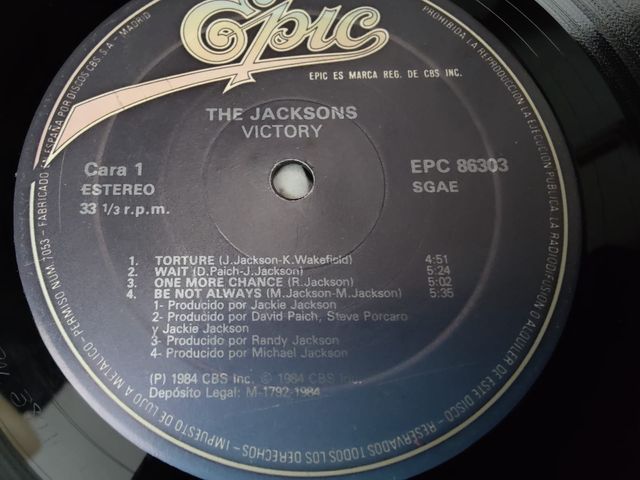 Epic
EPIC ES MARCA REG. DE CBS INC.
THE JACKSONS
VICTORY
Cara 1
ESTEREO
33 1/3 r.p.m.
EPC 86303
SGAE
1. TORTURE (J.Jackson-K.Wakefield) 4:51
2. WAIT (D.Paich-J.Jackson) 5:24
3. ONE MORE CHANCE (R.Jackson) 5:02
4. BE NOT ALWAYS (M.Jackson-M.Jackson) 5:35
1- Producido por Jackie Jackson
2- Producido por David Paich, Steve Porcaro
y Jackie Jackson
3- Producido por Randy Jackson
4- Producido por Michael Jackson
(P) 1984 CBS Inc. © 1984 CBS Inc.
Depósito Legal: M-1792-1984
PERMISO NUM. 7053 - FABRICADO EN ESPAÑA POR DISCOS CBS S.A. - MADRID
PROHIBIDA LA REPRODUCCION, LA EJECUCION PUBLICA, LA RADIODIFUSION O ALQUILER DE ESTE DISCO - RESERVADOS TODOS LOS DERECHOS - IMPUESTO DE LUJO A METALICO -